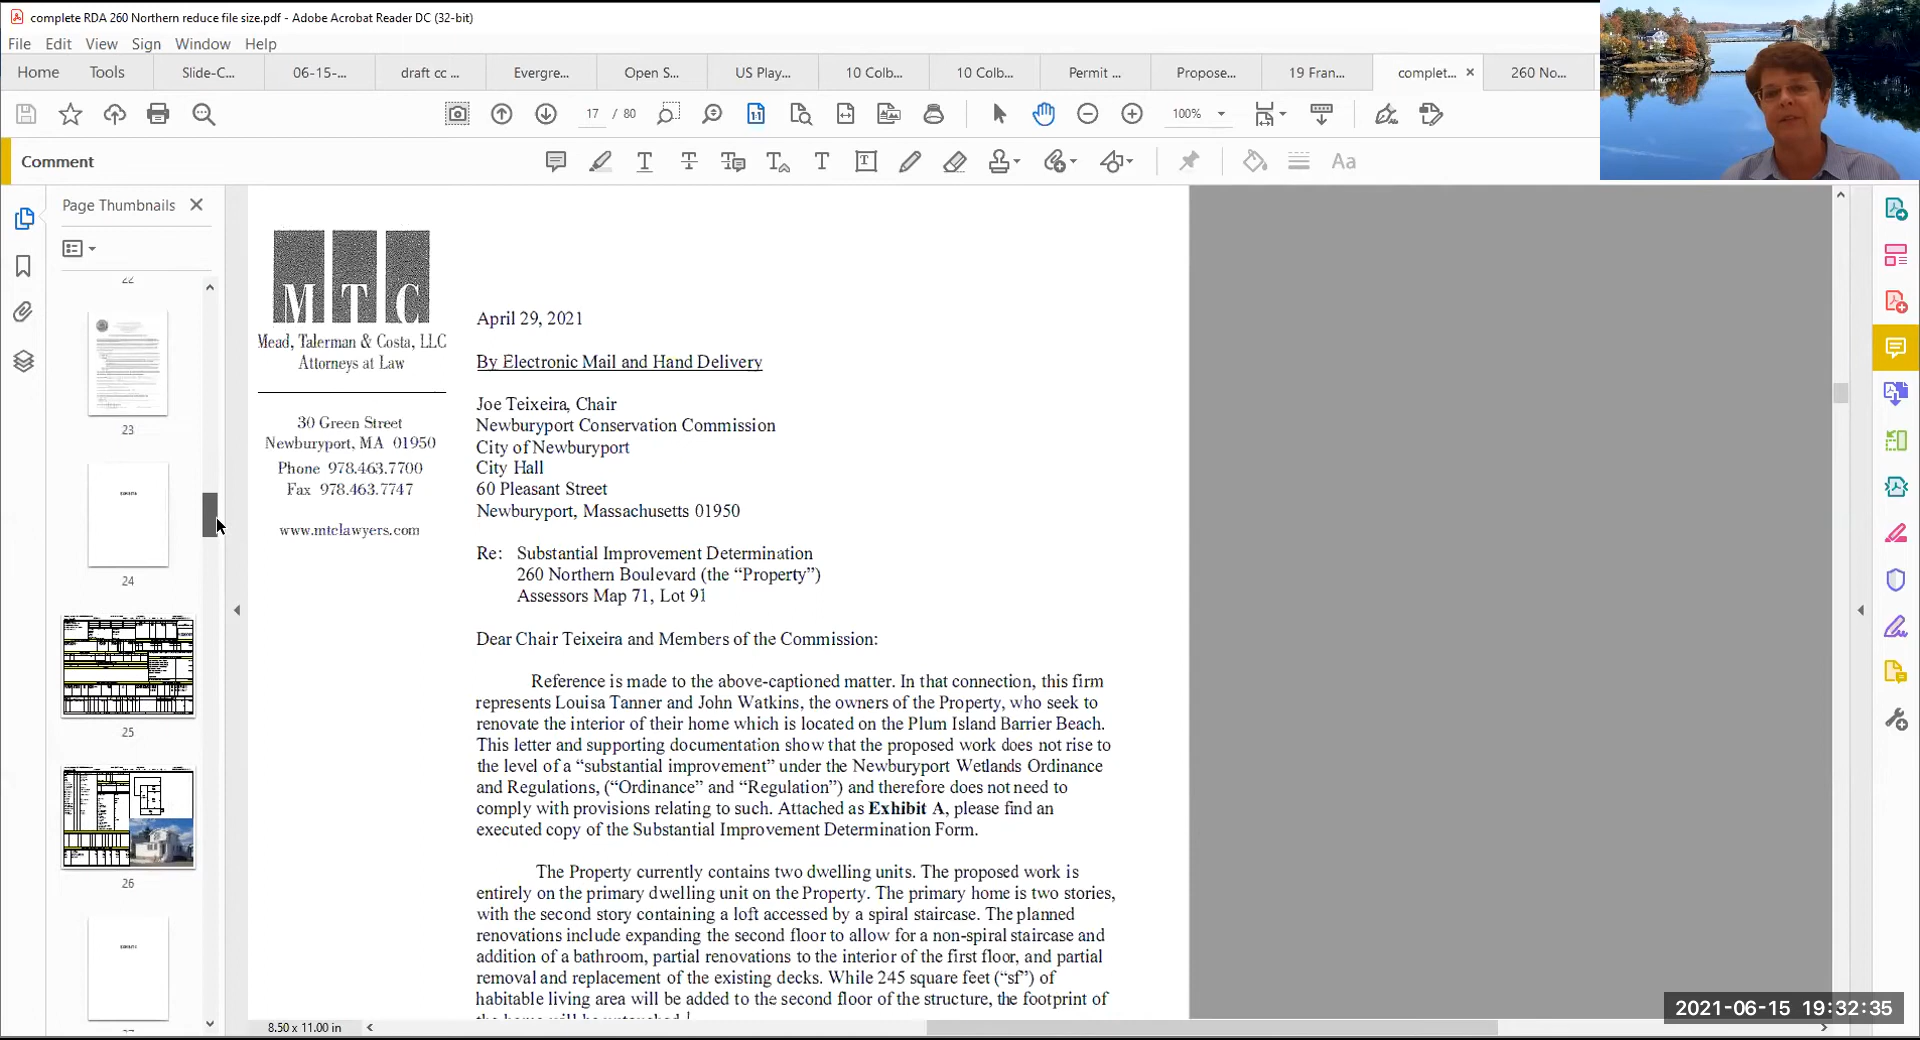 complete RDA 260 Northern reduce file size.pdf - Adobe Acrobat Reader DC (32-bit)
File Edit View Sign Window Help
Home Tools Slide-C... 06-15-... draft cc ... Evergre... Open S... US Play... 10 Colb... 10 Colb... Permit ... Propose... 19 Fran... complet... × 260 No...
17 / 80 100%
Comment
Aa
Page Thumbnails ×
22
23
24
25
26
MTC
Mead, Talerman & Costa, LLC
Attorneys at Law
30 Green Street
Newburyport, MA 01950
Phone 978.463.7700
Fax 978.463.7747
www.mtclawyers.com
April 29, 2021
By Electronic Mail and Hand Delivery
Joe Teixeira, Chair
Newburyport Conservation Commission
City of Newburyport
City Hall
60 Pleasant Street
Newburyport, Massachusetts 01950
Re: Substantial Improvement Determination
260 Northern Boulevard (the “Property”)
Assessors Map 71, Lot 91
Dear Chair Teixeira and Members of the Commission:
Reference is made to the above-captioned matter. In that connection, this firm
represents Louisa Tanner and John Watkins, the owners of the Property, who seek to
renovate the interior of their home which is located on the Plum Island Barrier Beach.
This letter and supporting documentation show that the proposed work does not rise to
the level of a “substantial improvement” under the Newburyport Wetlands Ordinance
and Regulations, (“Ordinance” and “Regulation”) and therefore does not need to
comply with provisions relating to such. Attached as Exhibit A, please find an
executed copy of the Substantial Improvement Determination Form.
The Property currently contains two dwelling units. The proposed work is
entirely on the primary dwelling unit on the Property. The primary home is two stories,
with the second story containing a loft accessed by a spiral staircase. The planned
renovations include expanding the second floor to allow for a non-spiral staircase and
addition of a bathroom, partial renovations to the interior of the first floor, and partial
removal and replacement of the existing decks. While 245 square feet (“sf”) of
habitable living area will be added to the second floor of the structure, the footprint of
8.50 x 11.00 in
2021-06-15 19:32:35